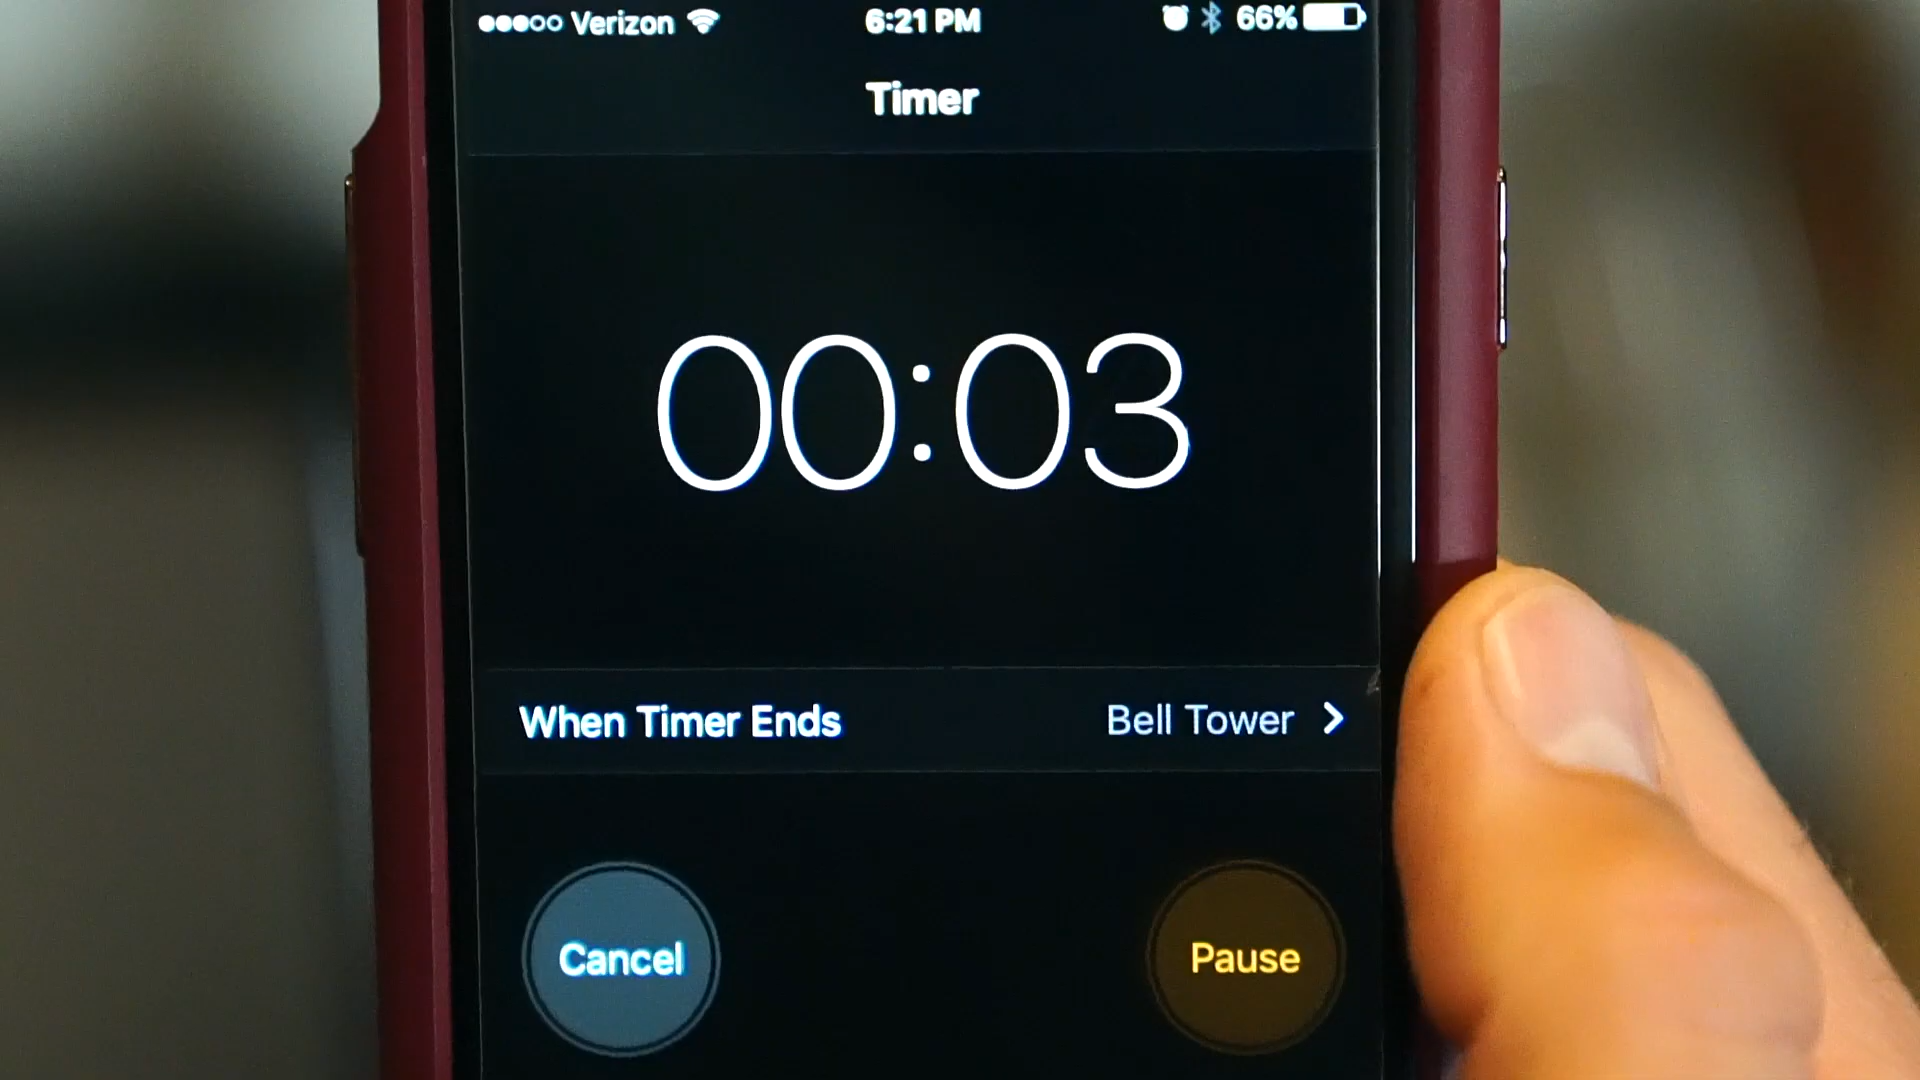 Verizon 6:21 PM 66%
Timer
00:03
When Timer Ends Bell Tower
Cancel Pause